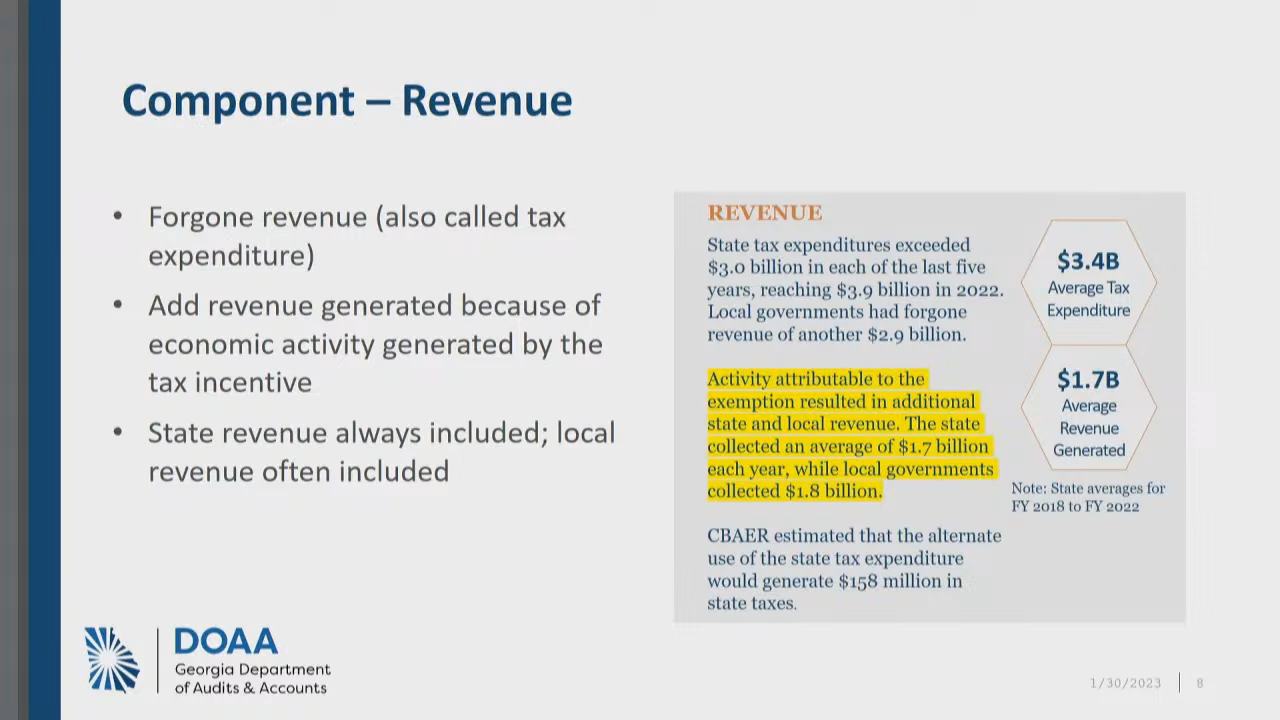 Component – Revenue
• Forgone revenue (also called tax
expenditure)
• Add revenue generated because of
economic activity generated by the
tax incentive
• State revenue always included; local
revenue often included
REVENUE
State tax expenditures exceeded
$3.0 billion in each of the last five
years, reaching $3.9 billion in 2022.
Local governments had forgone
revenue of another $2.9 billion.
Activity attributable to the
exemption resulted in additional
state and local revenue. The state
collected an average of $1.7 billion
each year, while local governments
collected $1.8 billion.
CBAER estimated that the alternate
use of the state tax expenditure
would generate $158 million in
state taxes.
$3.4B
Average Tax
Expenditure
$1.7B
Average
Revenue
Generated
Note: State averages for
FY 2018 to FY 2022
DOAA
Georgia Department
of Audits & Accounts
1/30/2023 8